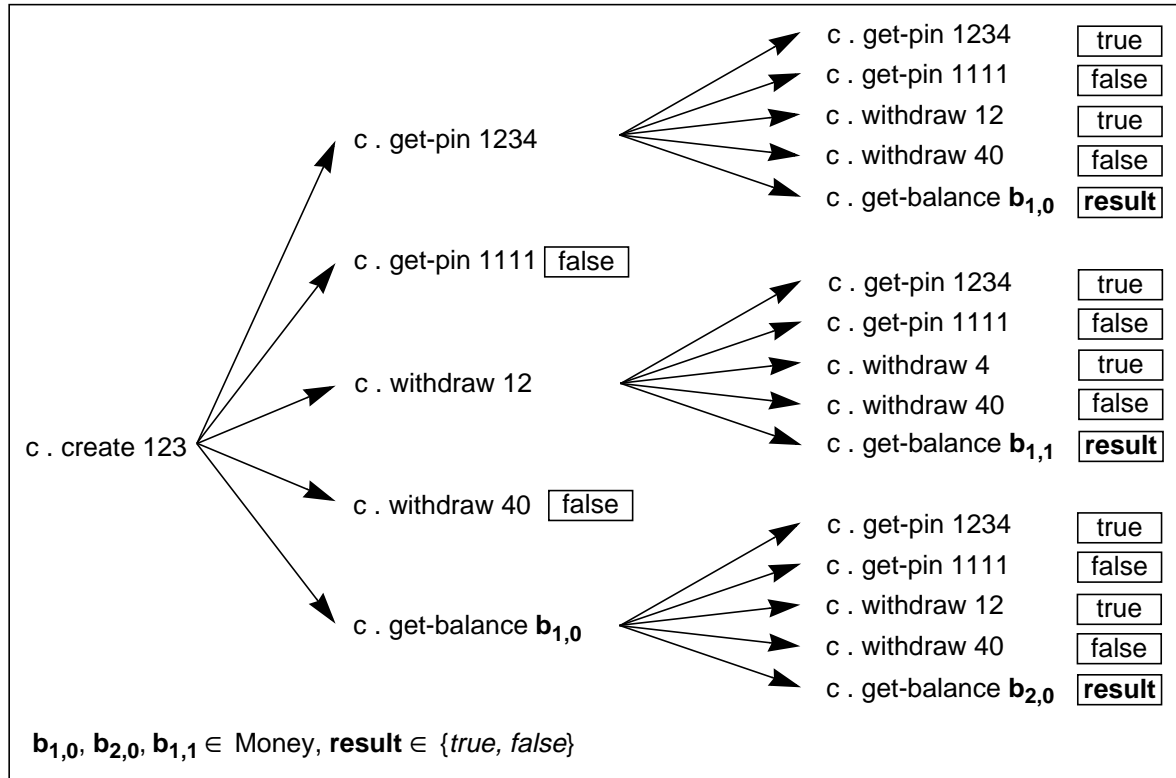 c . create 123
c . get-pin 1234
c . get-pin 1234 true
c . get-pin 1111 false
c . withdraw 12 true
c . withdraw 40 false
c . get-balance b1,0 result
c . get-pin 1111 false
c . withdraw 12
c . get-pin 1234 true
c . get-pin 1111 false
c . withdraw 4 true
c . withdraw 40 false
c . get-balance b1,1 result
c . withdraw 40 false
c . get-balance b1,0
c . get-pin 1234 true
c . get-pin 1111 false
c . withdraw 12 true
c . withdraw 40 false
c . get-balance b2,0 result
b1,0, b2,0, b1,1 ∈ Money, result ∈ {true, false}